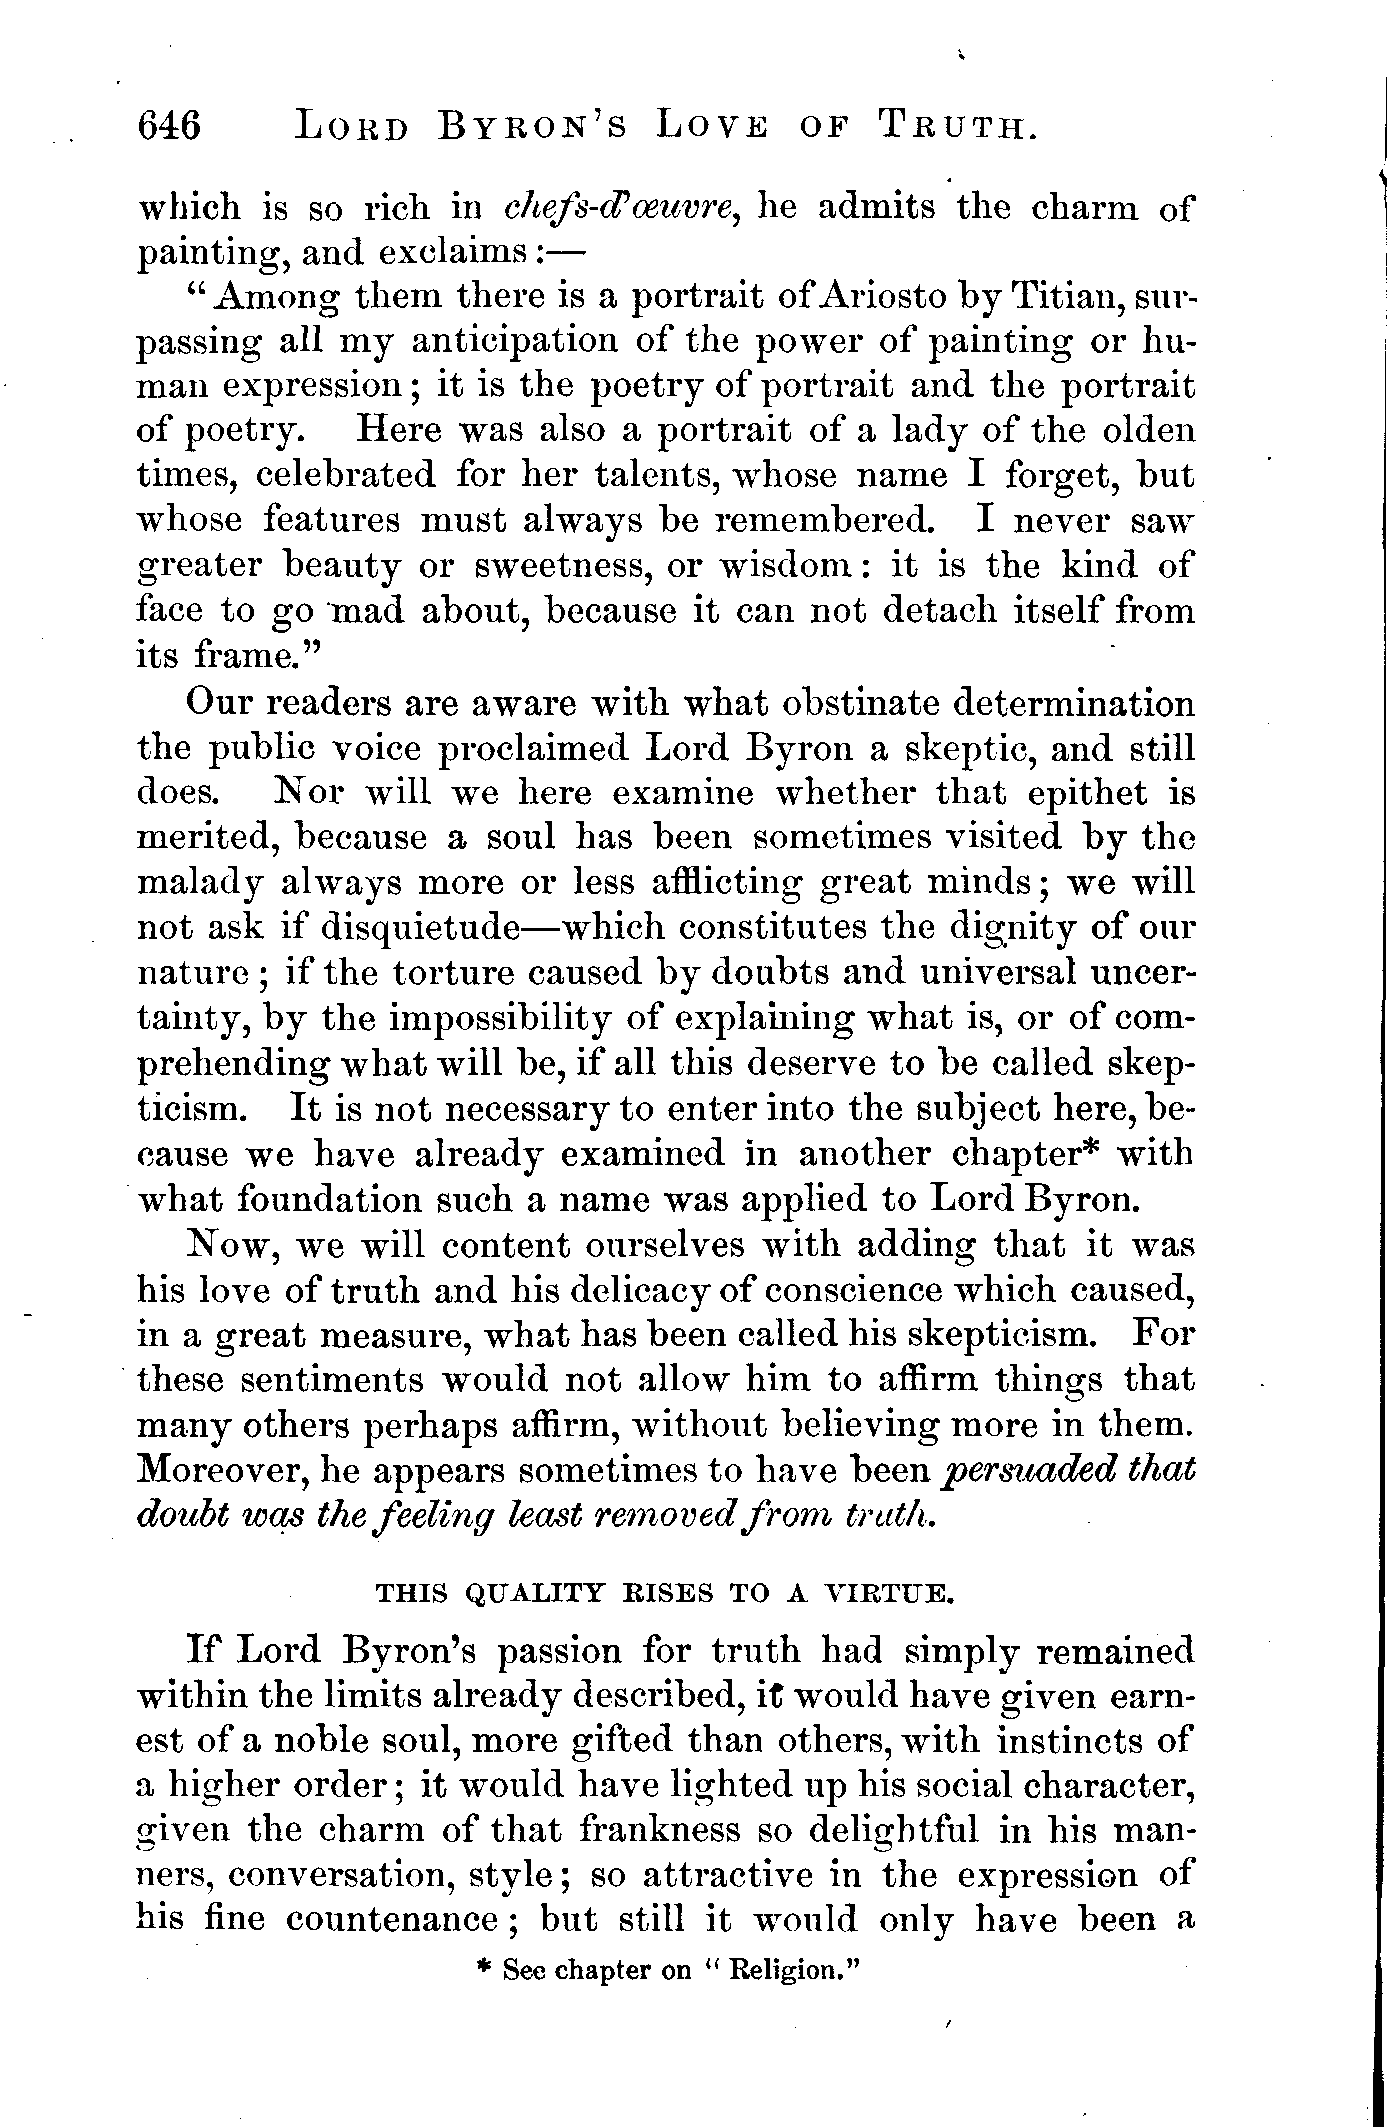 646 LORD BYRON'S LOVE OF TRUTH.
which is so rich in chefs-d'œuvre, he admits the charm of
painting, and exclaims :—
“ Among them there is a portrait of Ariosto by Titian, sur-
passing all my anticipation of the power of painting or hu-
man expression ; it is the poetry of portrait and the portrait
of poetry. Here was also a portrait of a lady of the olden
times, celebrated for her talents, whose name I forget, but
whose features must always be remembered. I never saw
greater beauty or sweetness, or wisdom : it is the kind of
face to go mad about, because it can not detach itself from
its frame.”
Our readers are aware with what obstinate determination
the public voice proclaimed Lord Byron a skeptic, and still
does. Nor will we here examine whether that epithet is
merited, because a soul has been sometimes visited by the
malady always more or less afflicting great minds ; we will
not ask if disquietude—which constitutes the dignity of our
nature ; if the torture caused by doubts and universal uncer-
tainty, by the impossibility of explaining what is, or of com-
prehending what will be, if all this deserve to be called skep-
ticism. It is not necessary to enter into the subject here, be-
cause we have already examined in another chapter* with
what foundation such a name was applied to Lord Byron.
Now, we will content ourselves with adding that it was
his love of truth and his delicacy of conscience which caused,
in a great measure, what has been called his skepticism. For
these sentiments would not allow him to affirm things that
many others perhaps affirm, without believing more in them.
Moreover, he appears sometimes to have been persuaded that
doubt was the feeling least removed from truth.
THIS QUALITY RISES TO A VIRTUE.
If Lord Byron's passion for truth had simply remained
within the limits already described, it would have given earn-
est of a noble soul, more gifted than others, with instincts of
a higher order ; it would have lighted up his social character,
given the charm of that frankness so delightful in his man-
ners, conversation, style ; so attractive in the expression of
his fine countenance ; but still it would only have been a
* See chapter on “ Religion.”